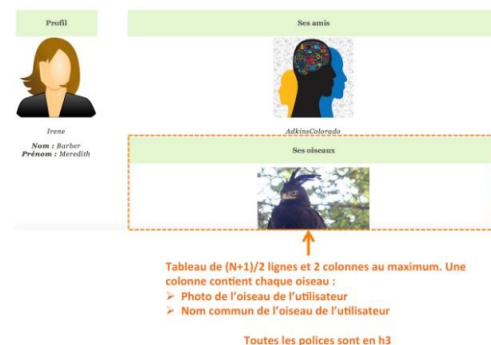 Profil
Ses amis
Irene
AdkinsColorado
Nom : Barber
Prénom : Meredith
Ses oiseaux
Tableau de (N+1)/2 lignes et 2 colonnes au maximum. Une
colonne contient chaque oiseau :
➢ Photo de l'oiseau de l'utilisateur
➢ Nom commun de l'oiseau de l'utilisateur
Toutes les polices sont en h3